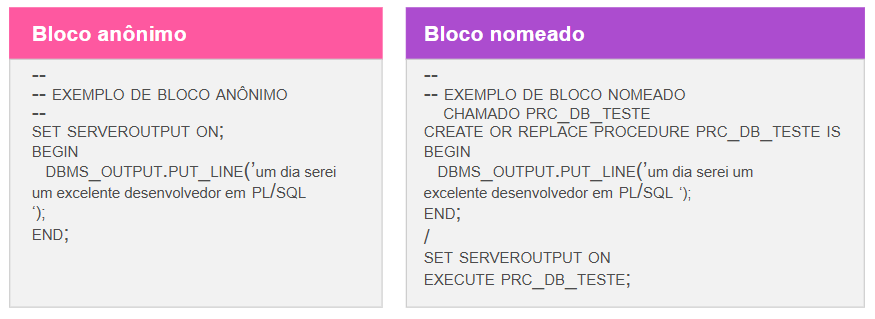 Bloco anônimo
--
-- EXEMPLO DE BLOCO ANÔNIMO
--
SET SERVEROUTPUT ON;
BEGIN
DBMS_OUTPUT.PUT_LINE('um dia serei
um excelente desenvolvedor em PL/SQL
‘);
END;
Bloco nomeado
--
-- EXEMPLO DE BLOCO NOMEADO
CHAMADO PRC_DB_TESTE
CREATE OR REPLACE PROCEDURE PRC_DB_TESTE IS
BEGIN
DBMS_OUTPUT.PUT_LINE(’um dia serei um
excelente desenvolvedor em PL/SQL ‘);
END;
/
SET SERVEROUTPUT ON
EXECUTE PRC_DB_TESTE;